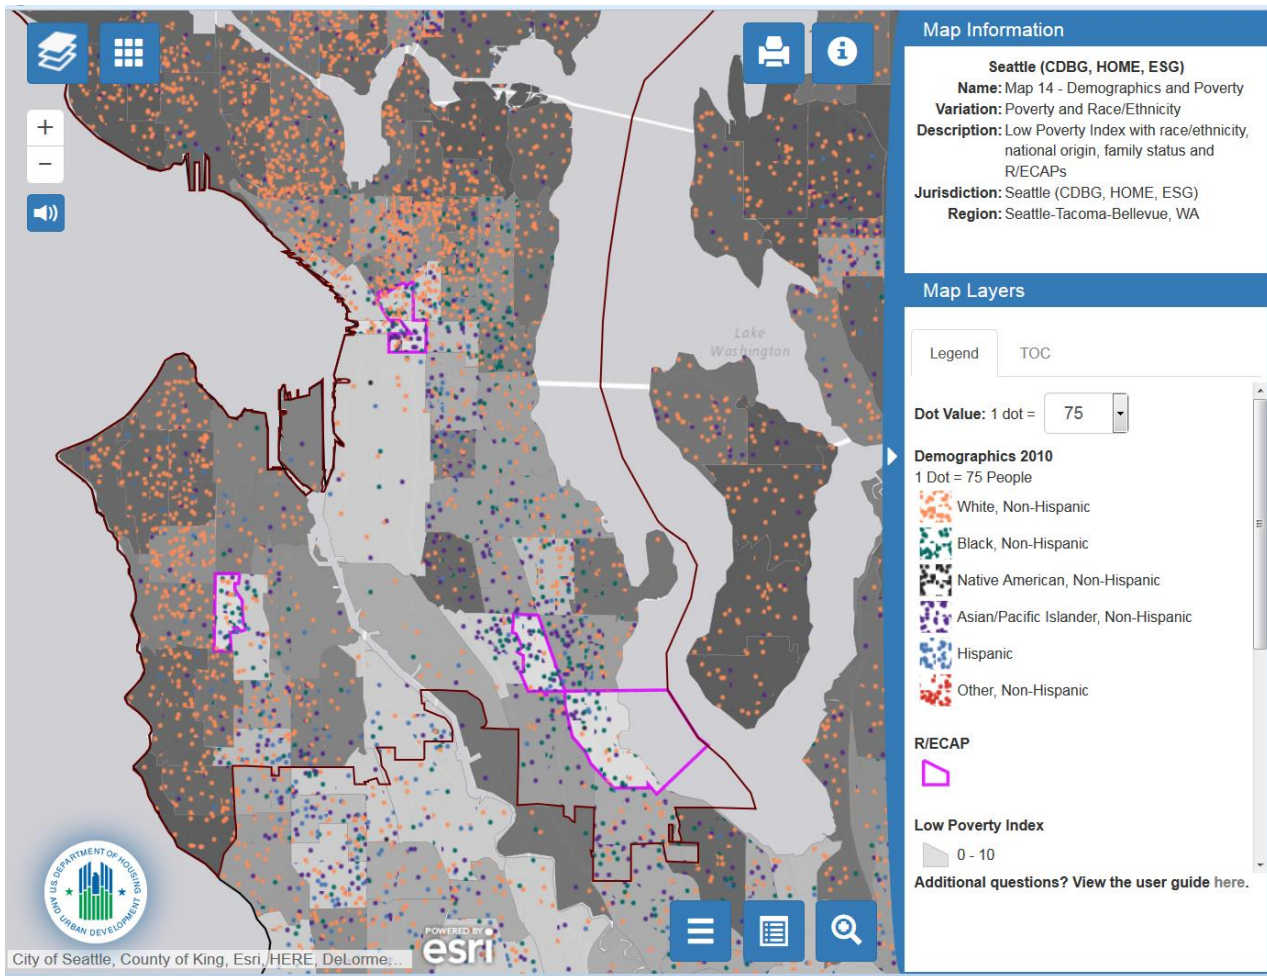 Map Information
Seattle (CDBG, HOME, ESG)
Name: Map 14 - Demographics and Poverty
Variation: Poverty and Race/Ethnicity
Description: Low Poverty Index with race/ethnicity,
national origin, family status and
R/ECAPs
Jurisdiction: Seattle (CDBG, HOME, ESG)
Region: Seattle-Tacoma-Bellevue, WA
Map Layers
Legend TOC
Dot Value: 1 dot = 75
Demographics 2010
1 Dot = 75 People
White, Non-Hispanic
Black, Non-Hispanic
Native American, Non-Hispanic
Asian/Pacific Islander, Non-Hispanic
Hispanic
Other, Non-Hispanic
R/ECAP
Low Poverty Index
0 - 10
Additional questions? View the user guide here.
+
−
Lake
Washington
U.S. DEPARTMENT OF HOUSING
AND URBAN DEVELOPMENT
POWERED BY
esri
City of Seattle, County of King, Esri, HERE, DeLorme...